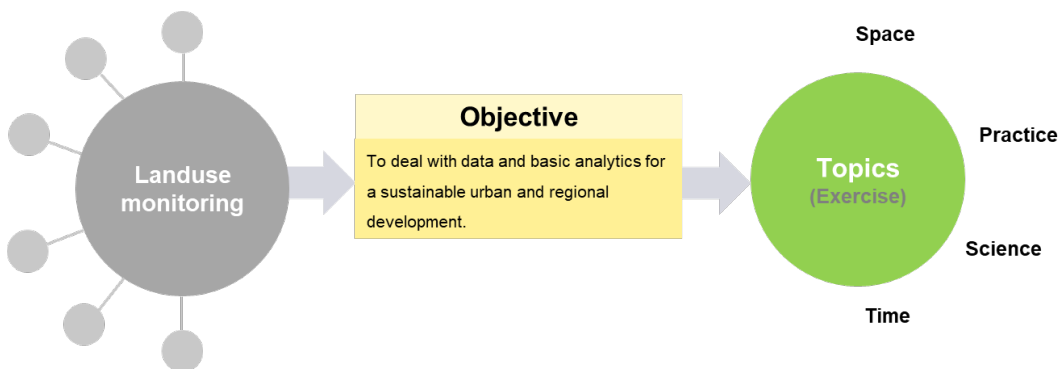 Landuse
monitoring
Objective
To deal with data and basic analytics for
a sustainable urban and regional
development.
Topics
(Exercise)
Space
Practice
Science
Time